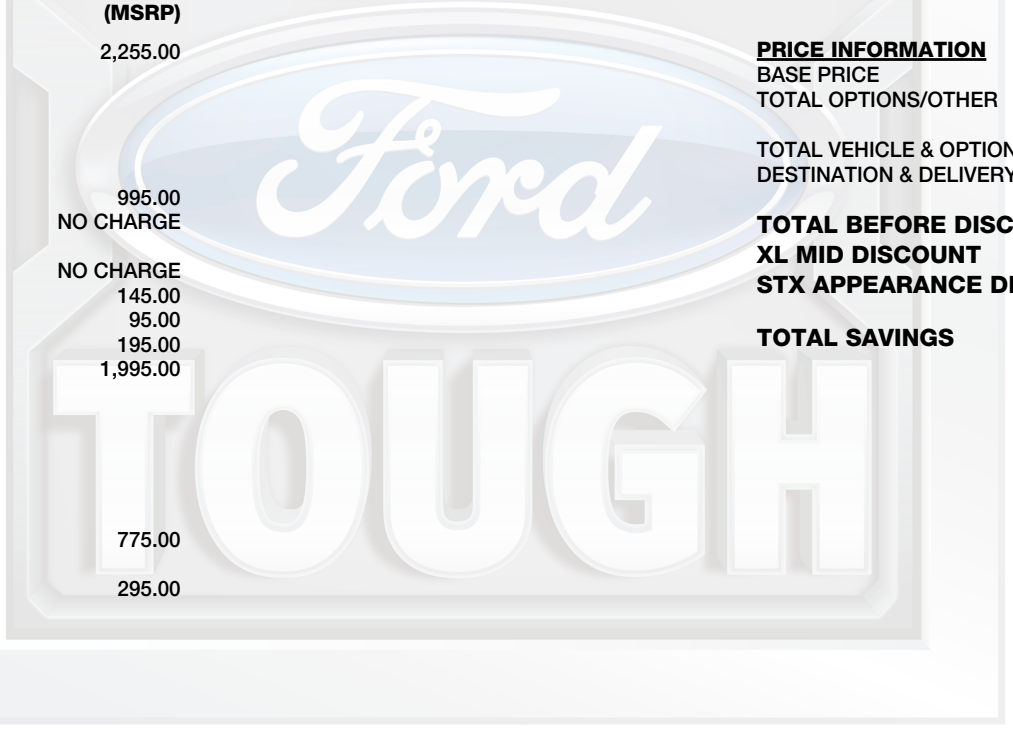 (MSRP)
2,255.00
995.00
NO CHARGE
NO CHARGE
145.00
95.00
195.00
1,995.00
775.00
295.00
PRICE INFORMATION
BASE PRICE
TOTAL OPTIONS/OTHER
TOTAL VEHICLE & OPTION
DESTINATION & DELIVERY
TOTAL BEFORE DISC
XL MID DISCOUNT
STX APPEARANCE DI
TOTAL SAVINGS
Ford
TOUGH